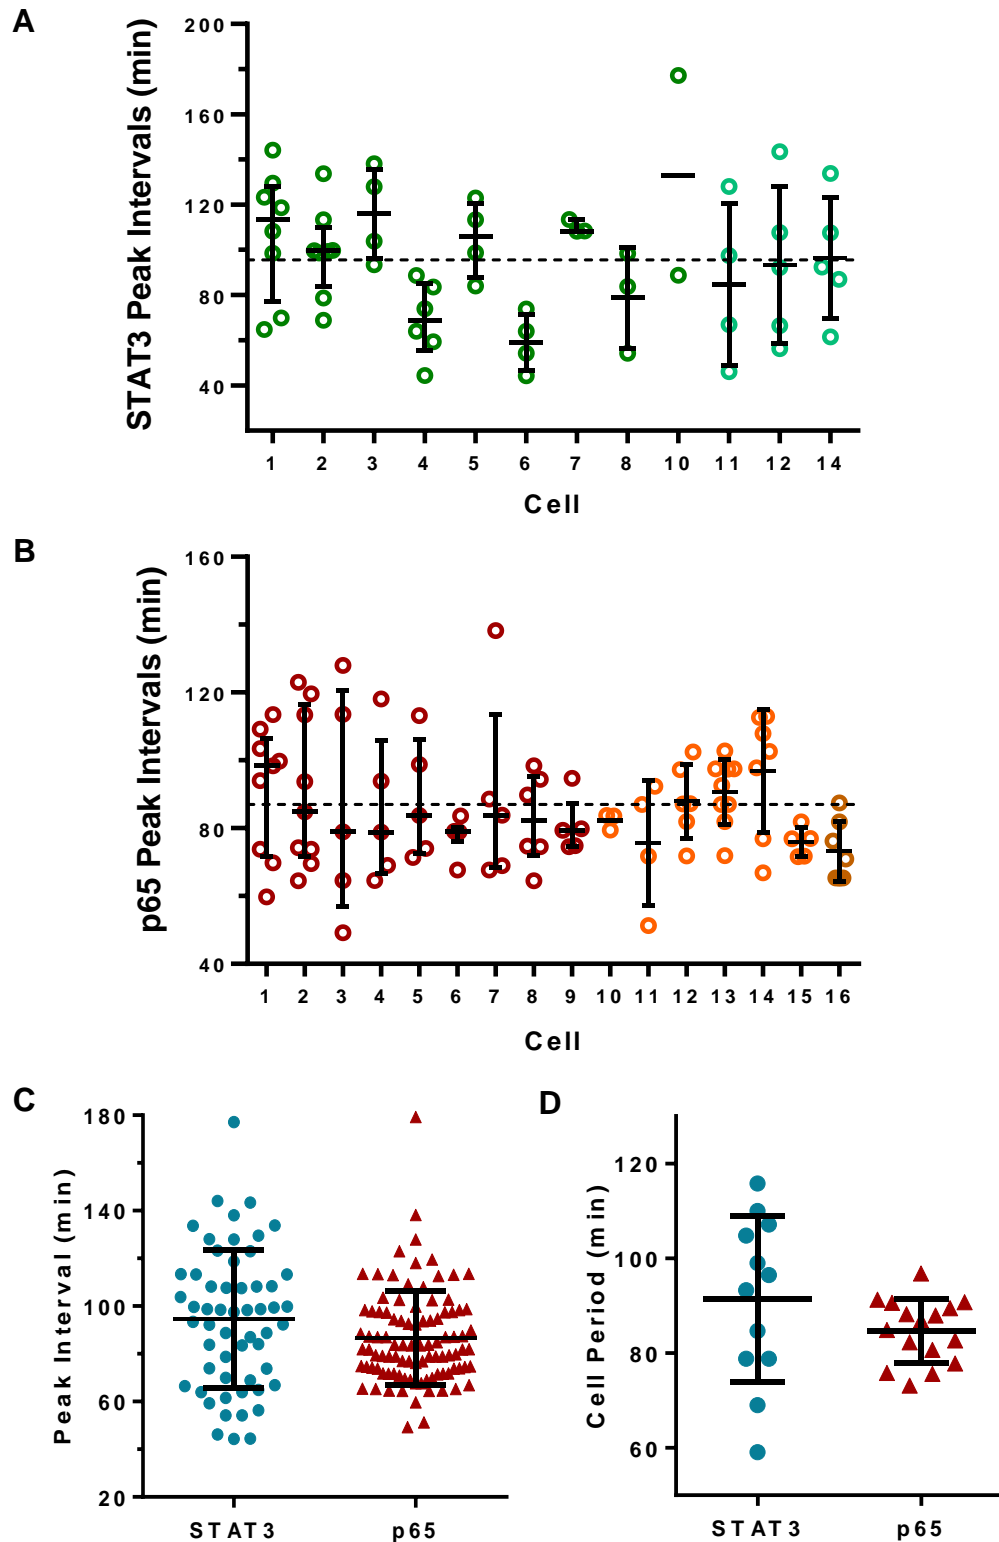 A
STAT3 Peak Intervals (min)
200
160
120
80
40
1 2 3 4 5 6 7 8 10 11 12 14
Cell
B
p65 Peak Intervals (min)
160
120
80
40
1 2 3 4 5 6 7 8 9 10 11 12 13 14 15 16
Cell
C
Peak Interval (min)
180
140
100
60
20
STAT3 p65
D
Cell Period (min)
120
100
80
60
STAT3 p65